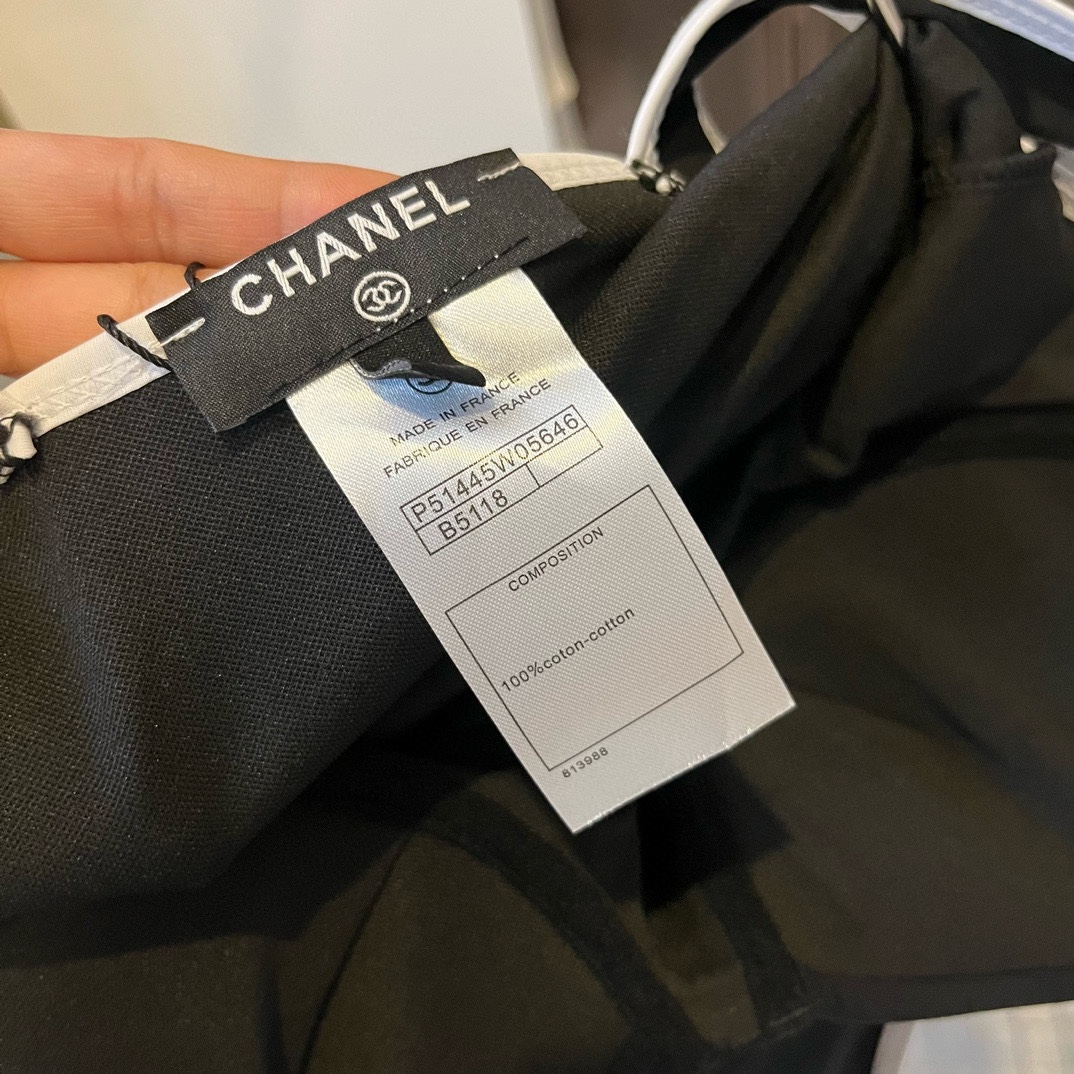 CHANEL
MADE IN FRANCE
FABRIQUE EN FRANCE
P51445W05646
B5118
COMPOSITION
100%coton-cotton
813988